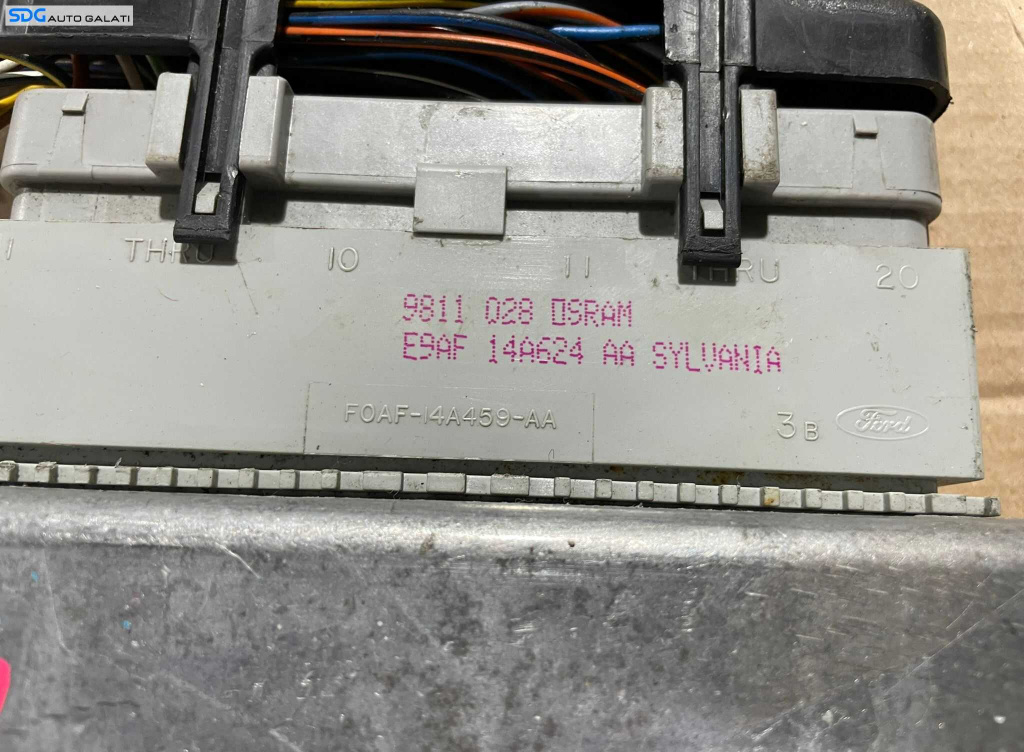 SDG AUTO GALATI
1 THRU 10 11 THRU 20
9811 028 OSRAM
E9AF 14A624 AA SYLVANIA
F0AF-14A459-AA
3B Ford